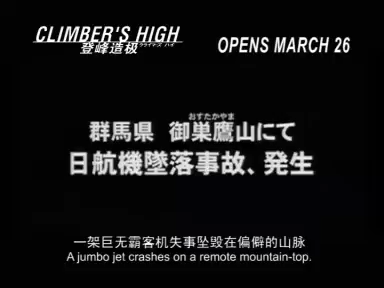 CLIMBER'S HIGH
クライマーズ ハイ
登峰造极
OPENS MARCH 26
おすたかやま
群馬県 御巣鷹山にて
日航機墜落事故、発生
一架巨无霸客机失事坠毁在偏僻的山脉
A jumbo jet crashes on a remote mountain-top.